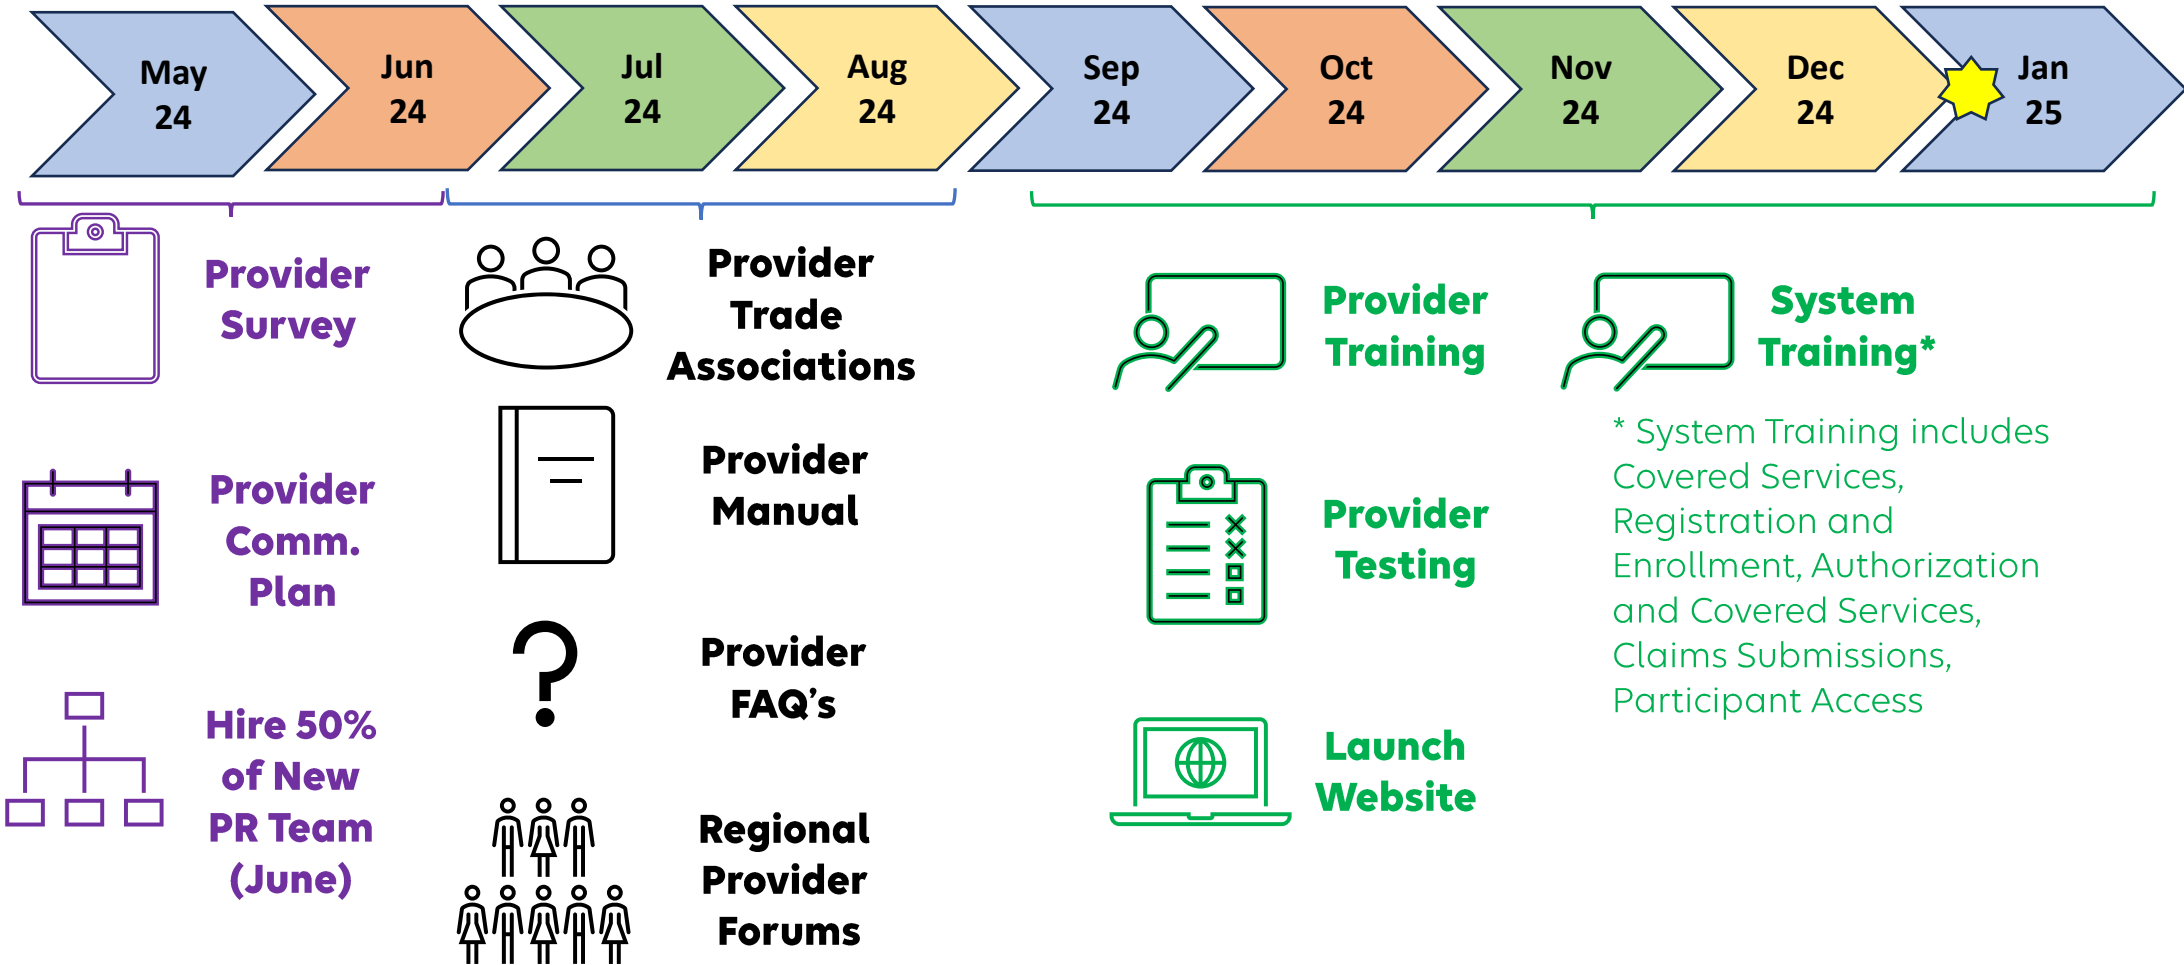 May
24
Jun
24
Jul
24
Aug
24
Sep
24
Oct
24
Nov
24
Dec
24
Jan
25
Provider
Survey
Provider
Comm.
Plan
Hire 50%
of New
PR Team
(June)
Provider
Trade
Associations
Provider
Manual
Provider
FAQ’s
Regional
Provider
Forums
Provider
Training
Provider
Testing
Launch
Website
System
Training*
* System Training includes
Covered Services,
Registration and
Enrollment, Authorization
and Covered Services,
Claims Submissions,
Participant Access